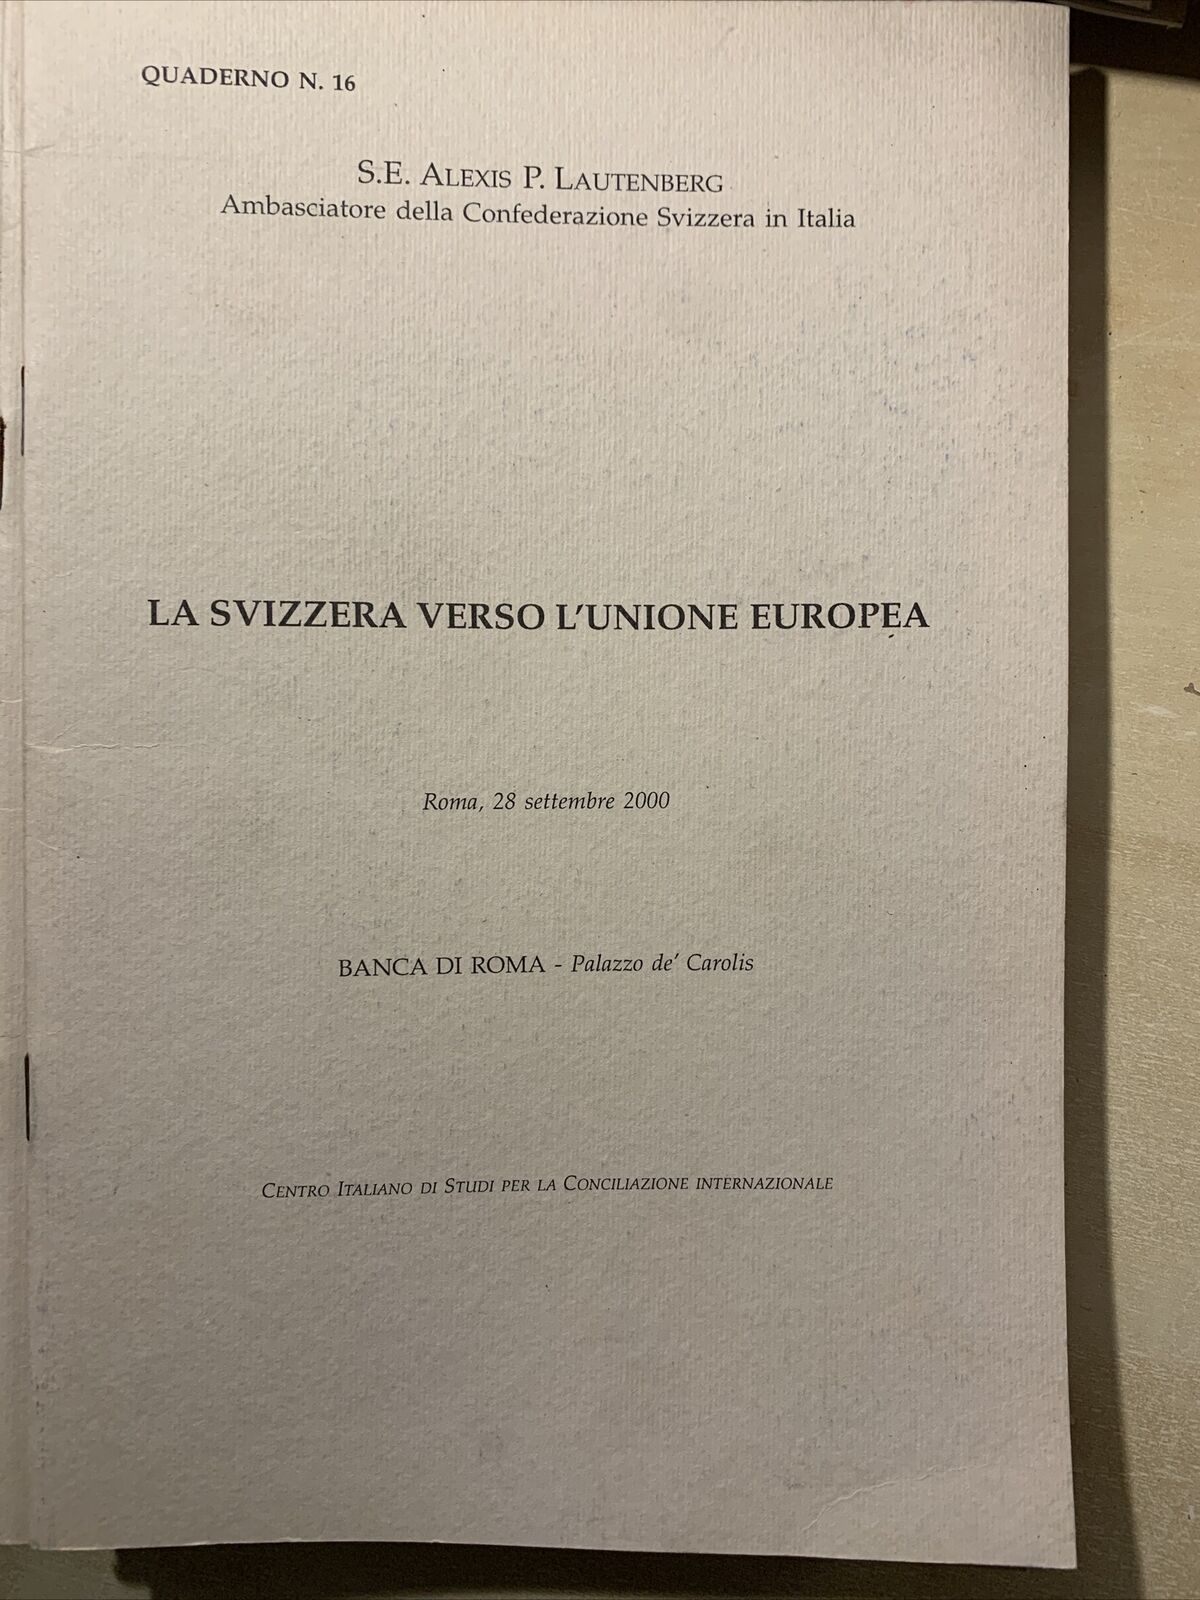 QUADERNO N. 16
S.E. ALEXIS P. LAUTENBERG
Ambasciatore della Confederazione Svizzera in Italia
LA SVIZZERA VERSO L'UNIONE EUROPEA
Roma, 28 settembre 2000
BANCA DI ROMA - Palazzo de' Carolis
CENTRO ITALIANO DI STUDI PER LA CONCILIAZIONE INTERNAZIONALE